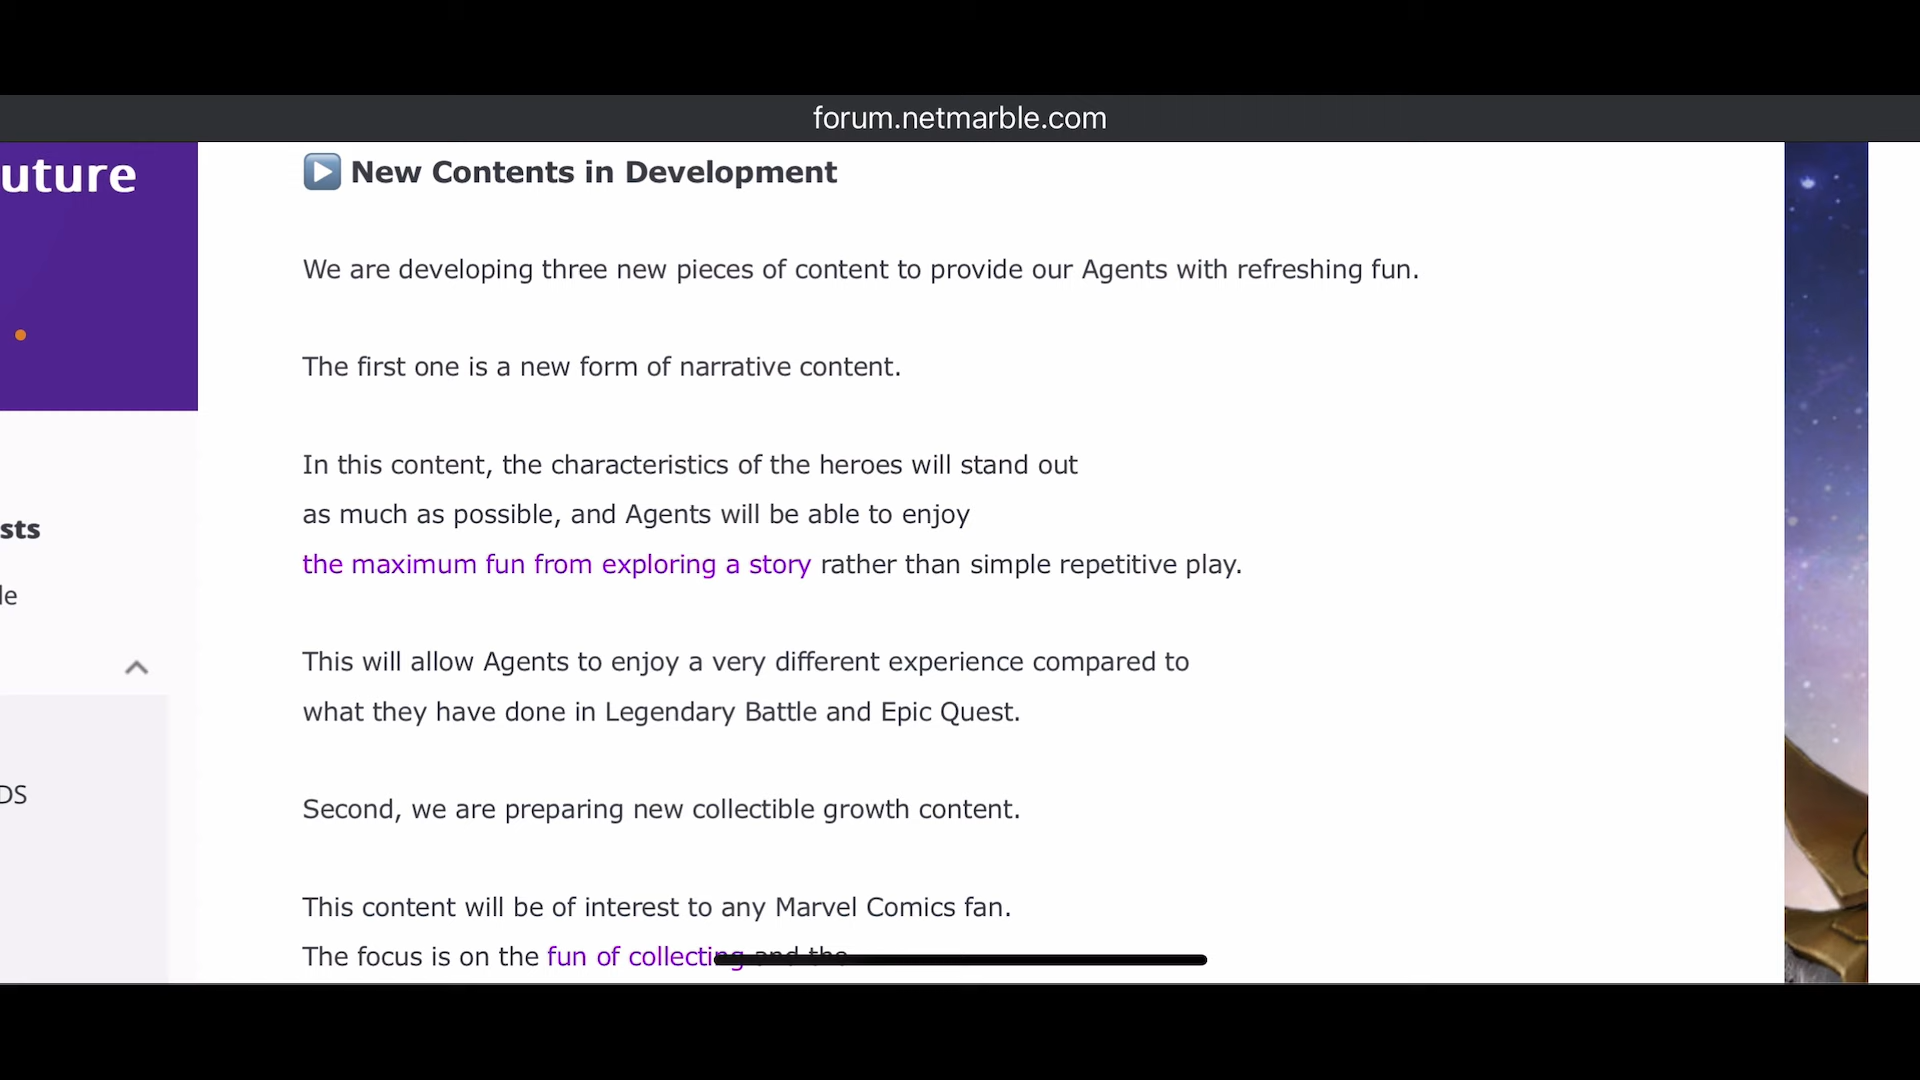 forum.netmarble.com
uture
New Contents in Development
We are developing three new pieces of content to provide our Agents with refreshing fun.
The first one is a new form of narrative content.
In this content, the characteristics of the heroes will stand out
as much as possible, and Agents will be able to enjoy
the maximum fun from exploring a story rather than simple repetitive play.
This will allow Agents to enjoy a very different experience compared to
what they have done in Legendary Battle and Epic Quest.
Second, we are preparing new collectible growth content.
This content will be of interest to any Marvel Comics fan.
The focus is on the fun of collecting and the
sts
le
DS